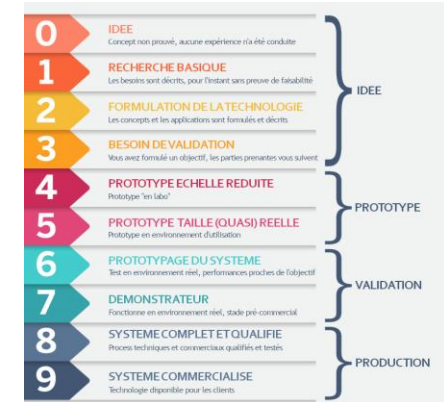 0
IDEE
Concept non prouvé, aucune expérience n'a été conduite
1
RECHERCHE BASIQUE
Les besoins sont décrits, pour l'instant sans preuve de faisabilité
2
FORMULATION DE LA TECHNOLOGIE
Les concepts et les applications sont formulés et décrits
3
BESOIN DE VALIDATION
Vous avez formulé un objectif, les parties prenantes vous suivent
IDEE
4
PROTOTYPE ECHELLE REDUITE
Prototype "en labo"
5
PROTOTYPE TAILLE (QUASI) REELLE
Prototype en environnement d'utilisation
PROTOTYPE
6
PROTOTYPAGE DU SYSTEME
Test en environnement réel, performances proches de l'objectif
7
DEMONSTRATEUR
Fonctionne en environnement réel, stade pré-commercial
VALIDATION
8
SYSTEME COMPLET ET QUALIFIE
Process techniques et commerciaux qualifiés et testés
9
SYSTEME COMMERCIALISE
Technologie disponible pour les clients
PRODUCTION